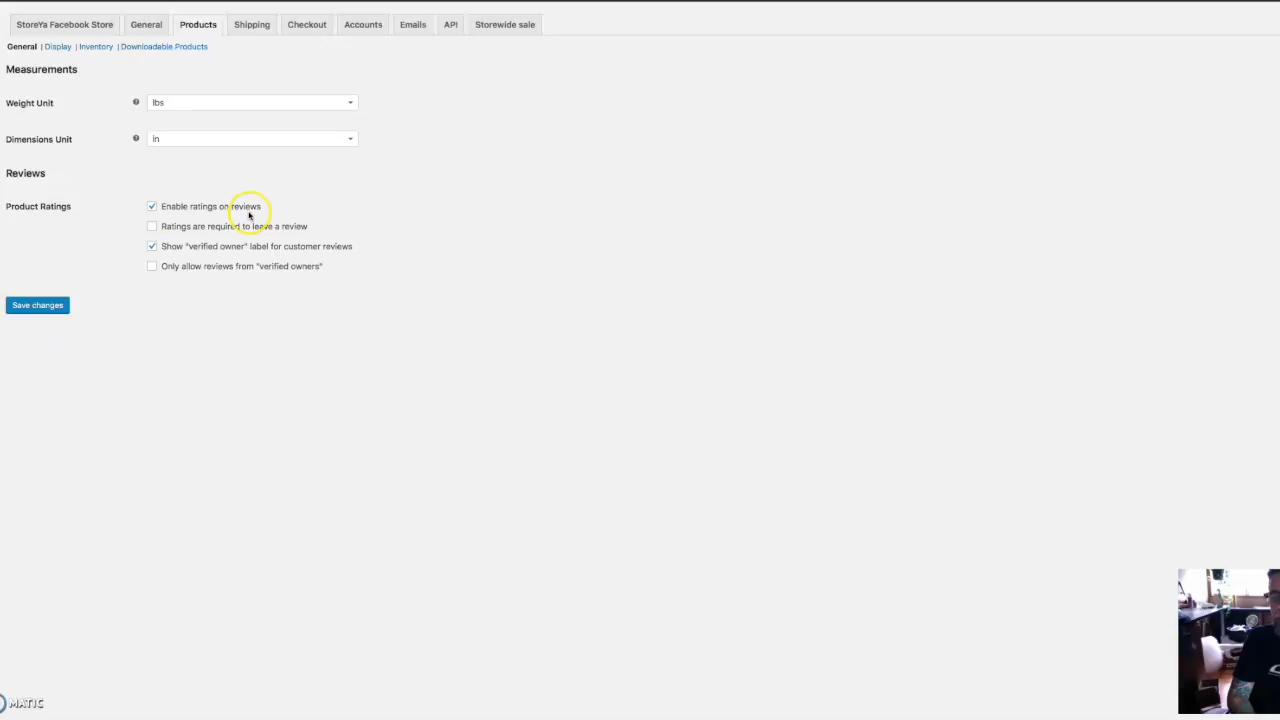 StoreYa Facebook Store General Products Shipping Checkout Accounts Emails API Storewide sale
General | Display | Inventory | Downloadable Products
Measurements
Weight Unit lbs
Dimensions Unit in
Reviews
Product Ratings Enable ratings on reviews
Ratings are required to leave a review
Show "verified owner" label for customer reviews
Only allow reviews from "verified owners"
Save changes
MATIC